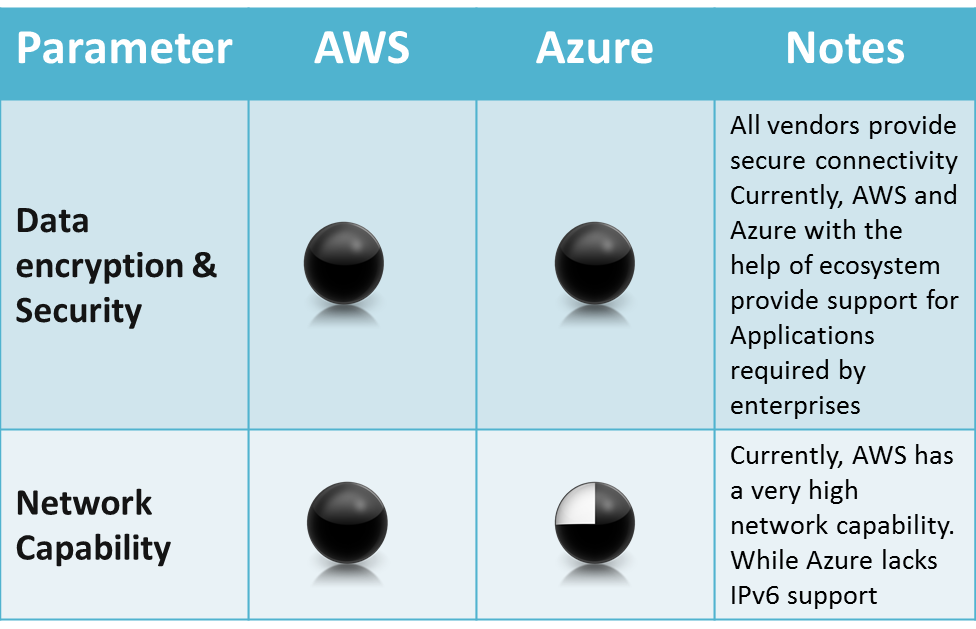 Parameter AWS Azure Notes
Data
encryption &
Security
All vendors provide
secure connectivity
Currently, AWS and
Azure with the
help of ecosystem
provide support for
Applications
required by
enterprises
Network
Capability
Currently, AWS has
a very high
network capability.
While Azure lacks
IPv6 support